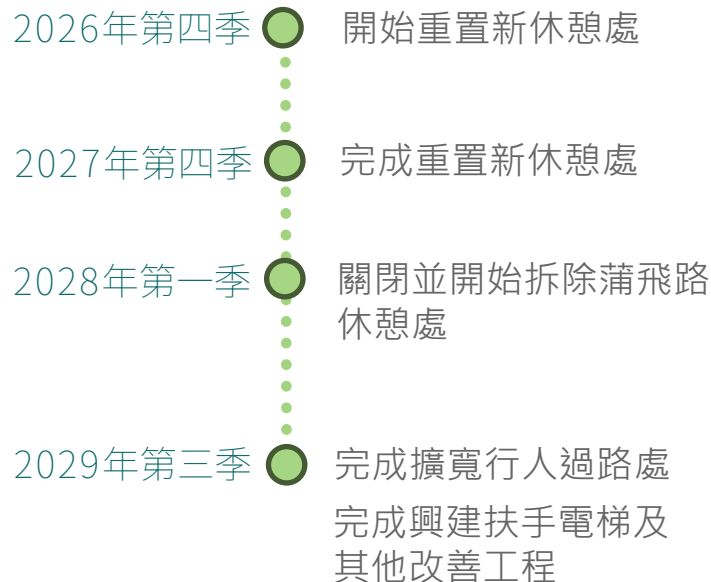 2026年第四季 開始重置新休憩處
2027年第四季 完成重置新休憩處
2028年第一季 關閉並開始拆除蒲飛路
休憩處
2029年第三季 完成擴寬行人過路處
完成興建扶手電梯及
其他改善工程